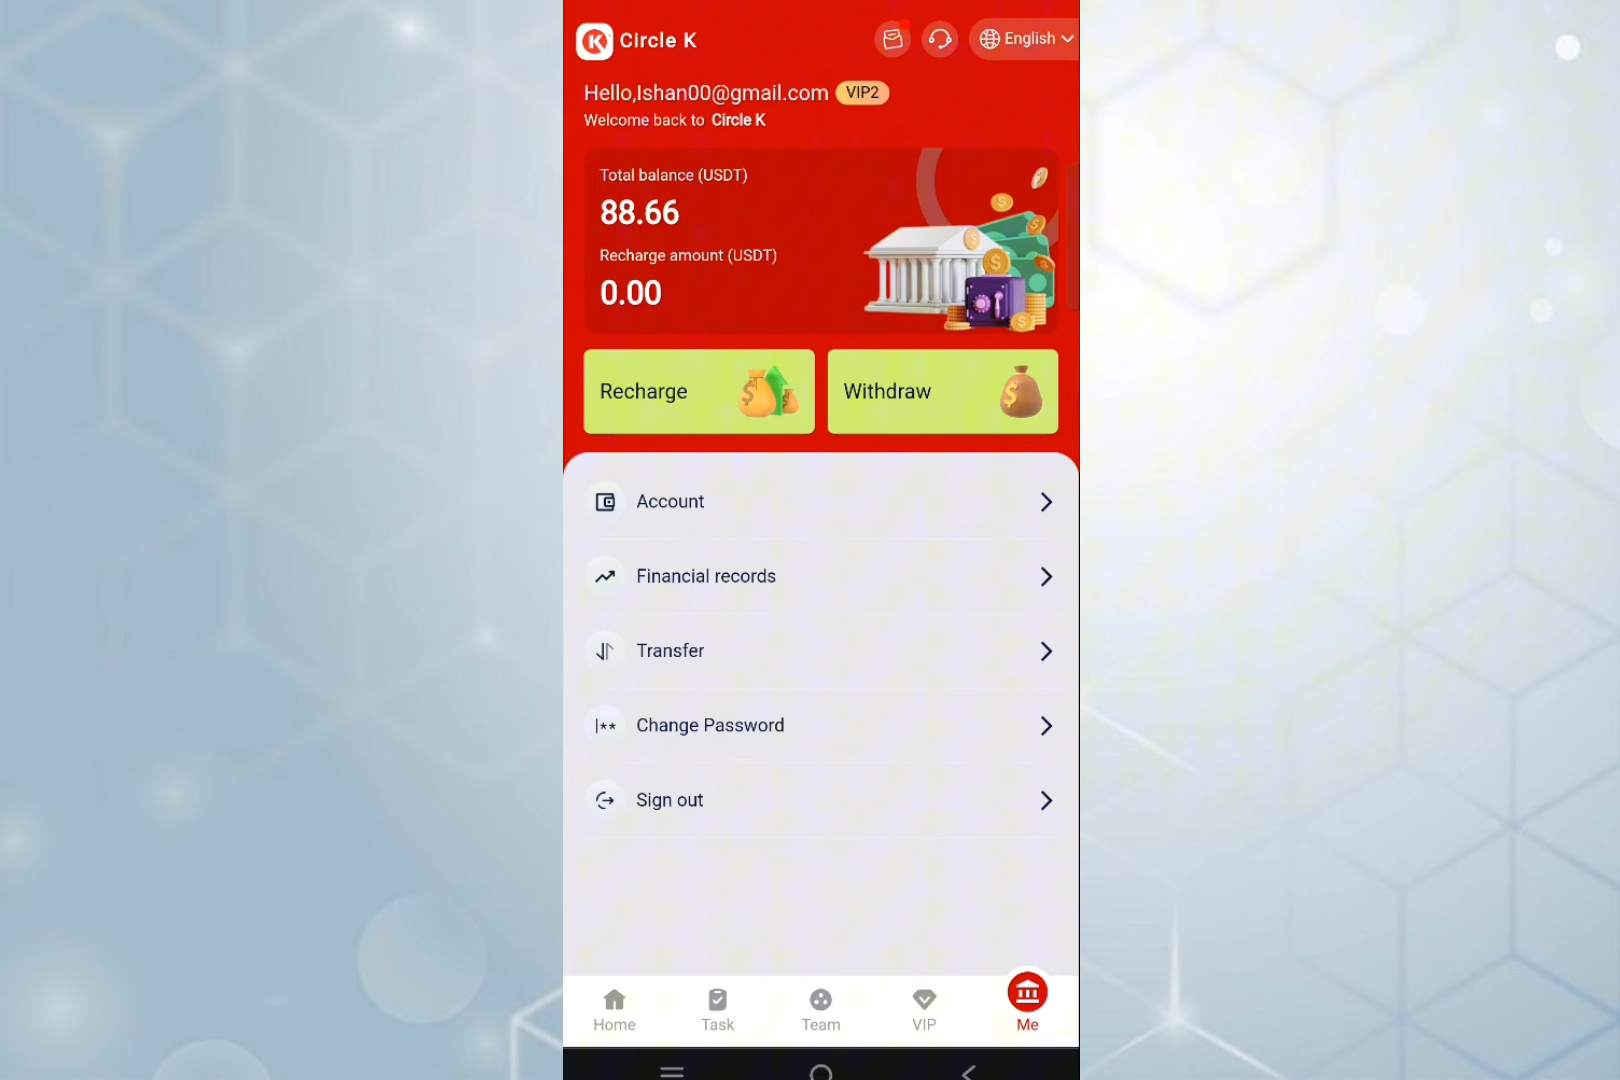 Circle K
English
Hello,Ishan00@gmail.com VIP2
Welcome back to Circle K
Total balance (USDT)
88.66
Recharge amount (USDT)
0.00
Recharge
Withdraw
Account
Financial records
Transfer
Change Password
Sign out
Home
Task
Team
VIP
Me